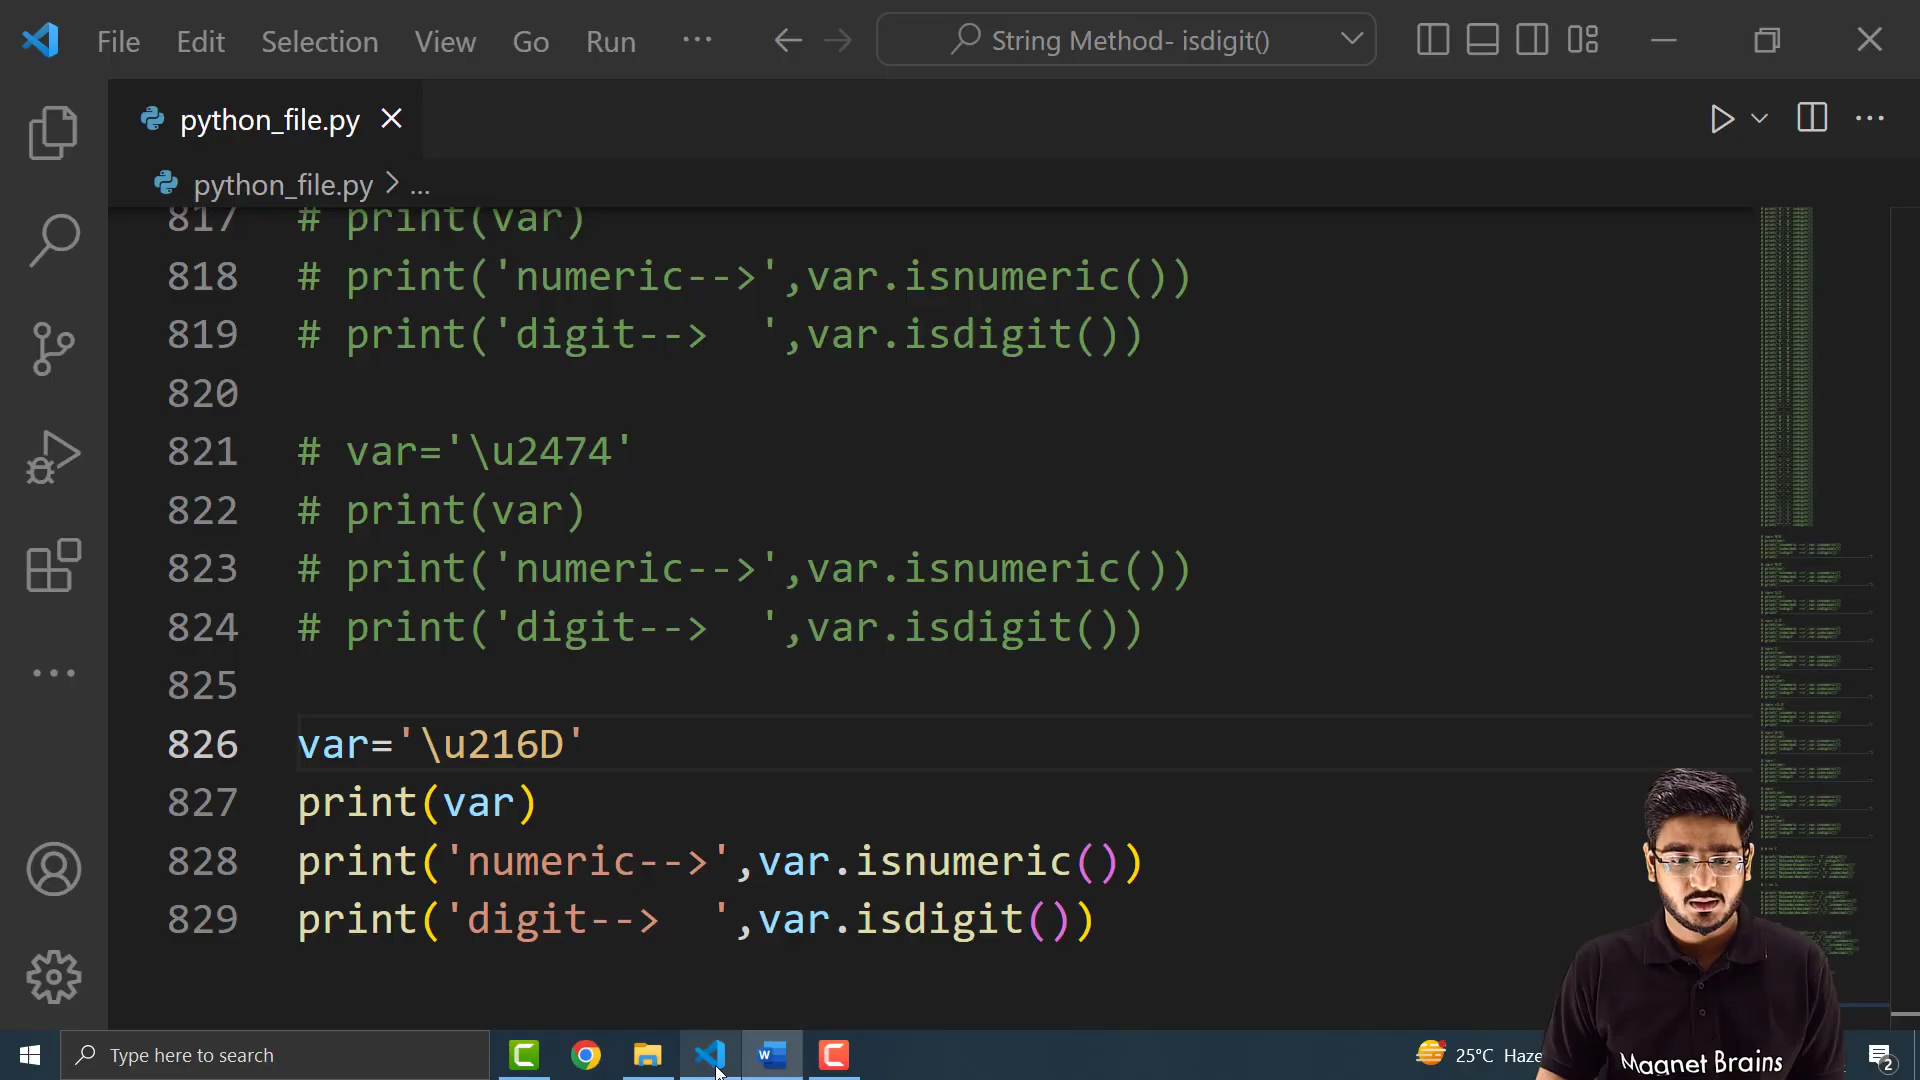 File Edit Selection View Go Run ··· String Method- isdigit()
python_file.py
python_file.py > ...
817 # print(var)
818 # print('numeric-->',var.isnumeric())
819 # print('digit-->  ',var.isdigit())
820
821 # var='\u2474'
822 # print(var)
823 # print('numeric-->',var.isnumeric())
824 # print('digit-->  ',var.isdigit())
825
826 var='\u216D'
827 print(var)
828 print('numeric-->',var.isnumeric())
829 print('digit-->  ',var.isdigit())
Type here to search
25°C Haze
2
Magnet Brains